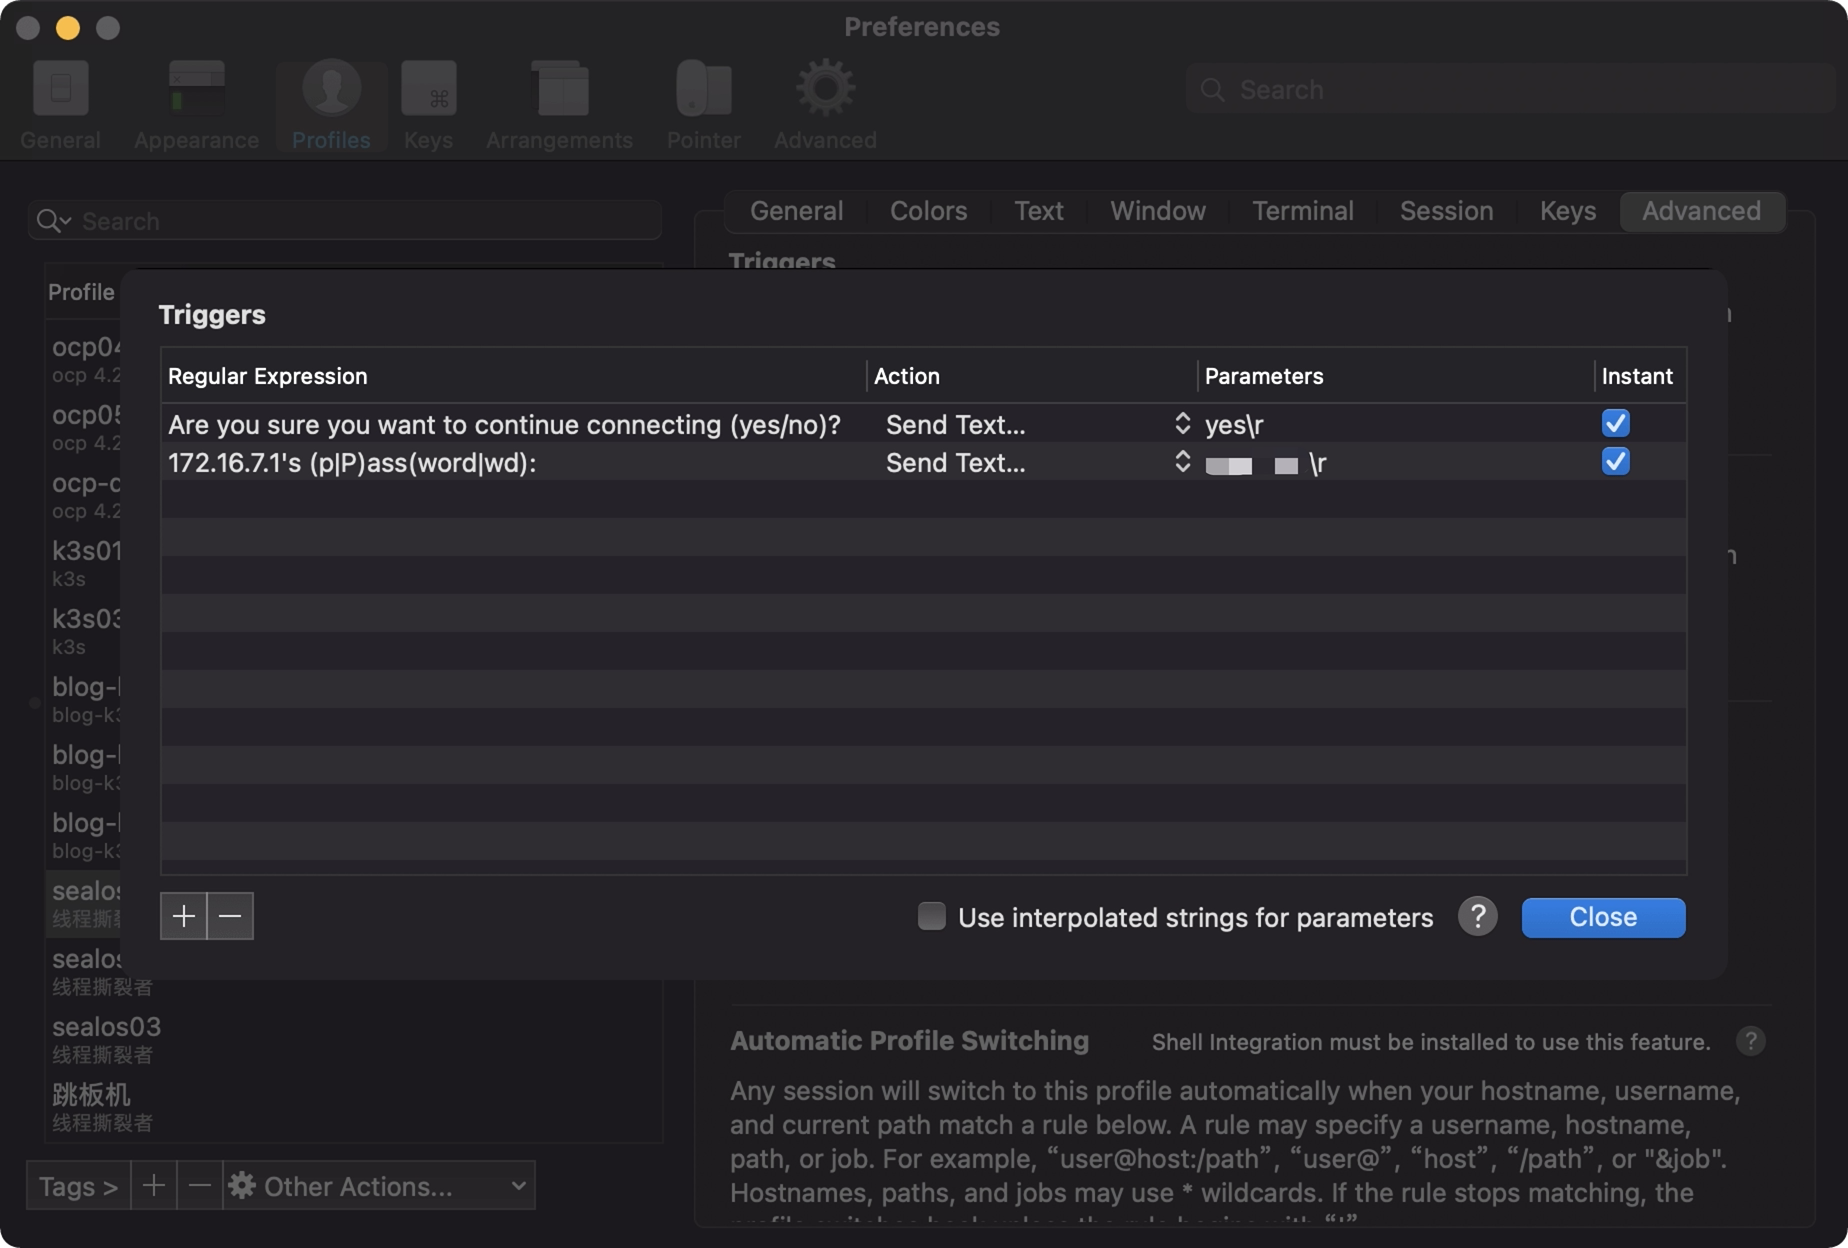 Preferences
General
Appearance
Profiles
Keys
Arrangements
Pointer
Advanced
Search
Search
General
Colors
Text
Window
Terminal
Session
Keys
Advanced
Triggers
Profile
ocp04
ocp 4.2
ocp05
ocp 4.2
ocp-
ocp 4.2
k3s01
k3s
k3s03
k3s
blog-
blog-k3
blog-
blog-k3
blog-
blog-k3
sealos
线程撕
sealos
线程撕裂者
sealos03
线程撕裂者
跳板机
线程撕裂者
Tags >
Other Actions...
Triggers
Regular Expression Action Parameters Instant
Are you sure you want to continue connecting (yes/no)? Send Text... yes\r
172.16.7.1's (p|P)ass(word|wd): Send Text... \r
Use interpolated strings for parameters ? Close
Automatic Profile Switching Shell Integration must be installed to use this feature. ?
Any session will switch to this profile automatically when your hostname, username,
and current path match a rule below. A rule may specify a username, hostname,
path, or job. For example, “user@host:/path”, “user@”, “host”, “/path”, or "&job".
Hostnames, paths, and jobs may use * wildcards. If the rule stops matching, the